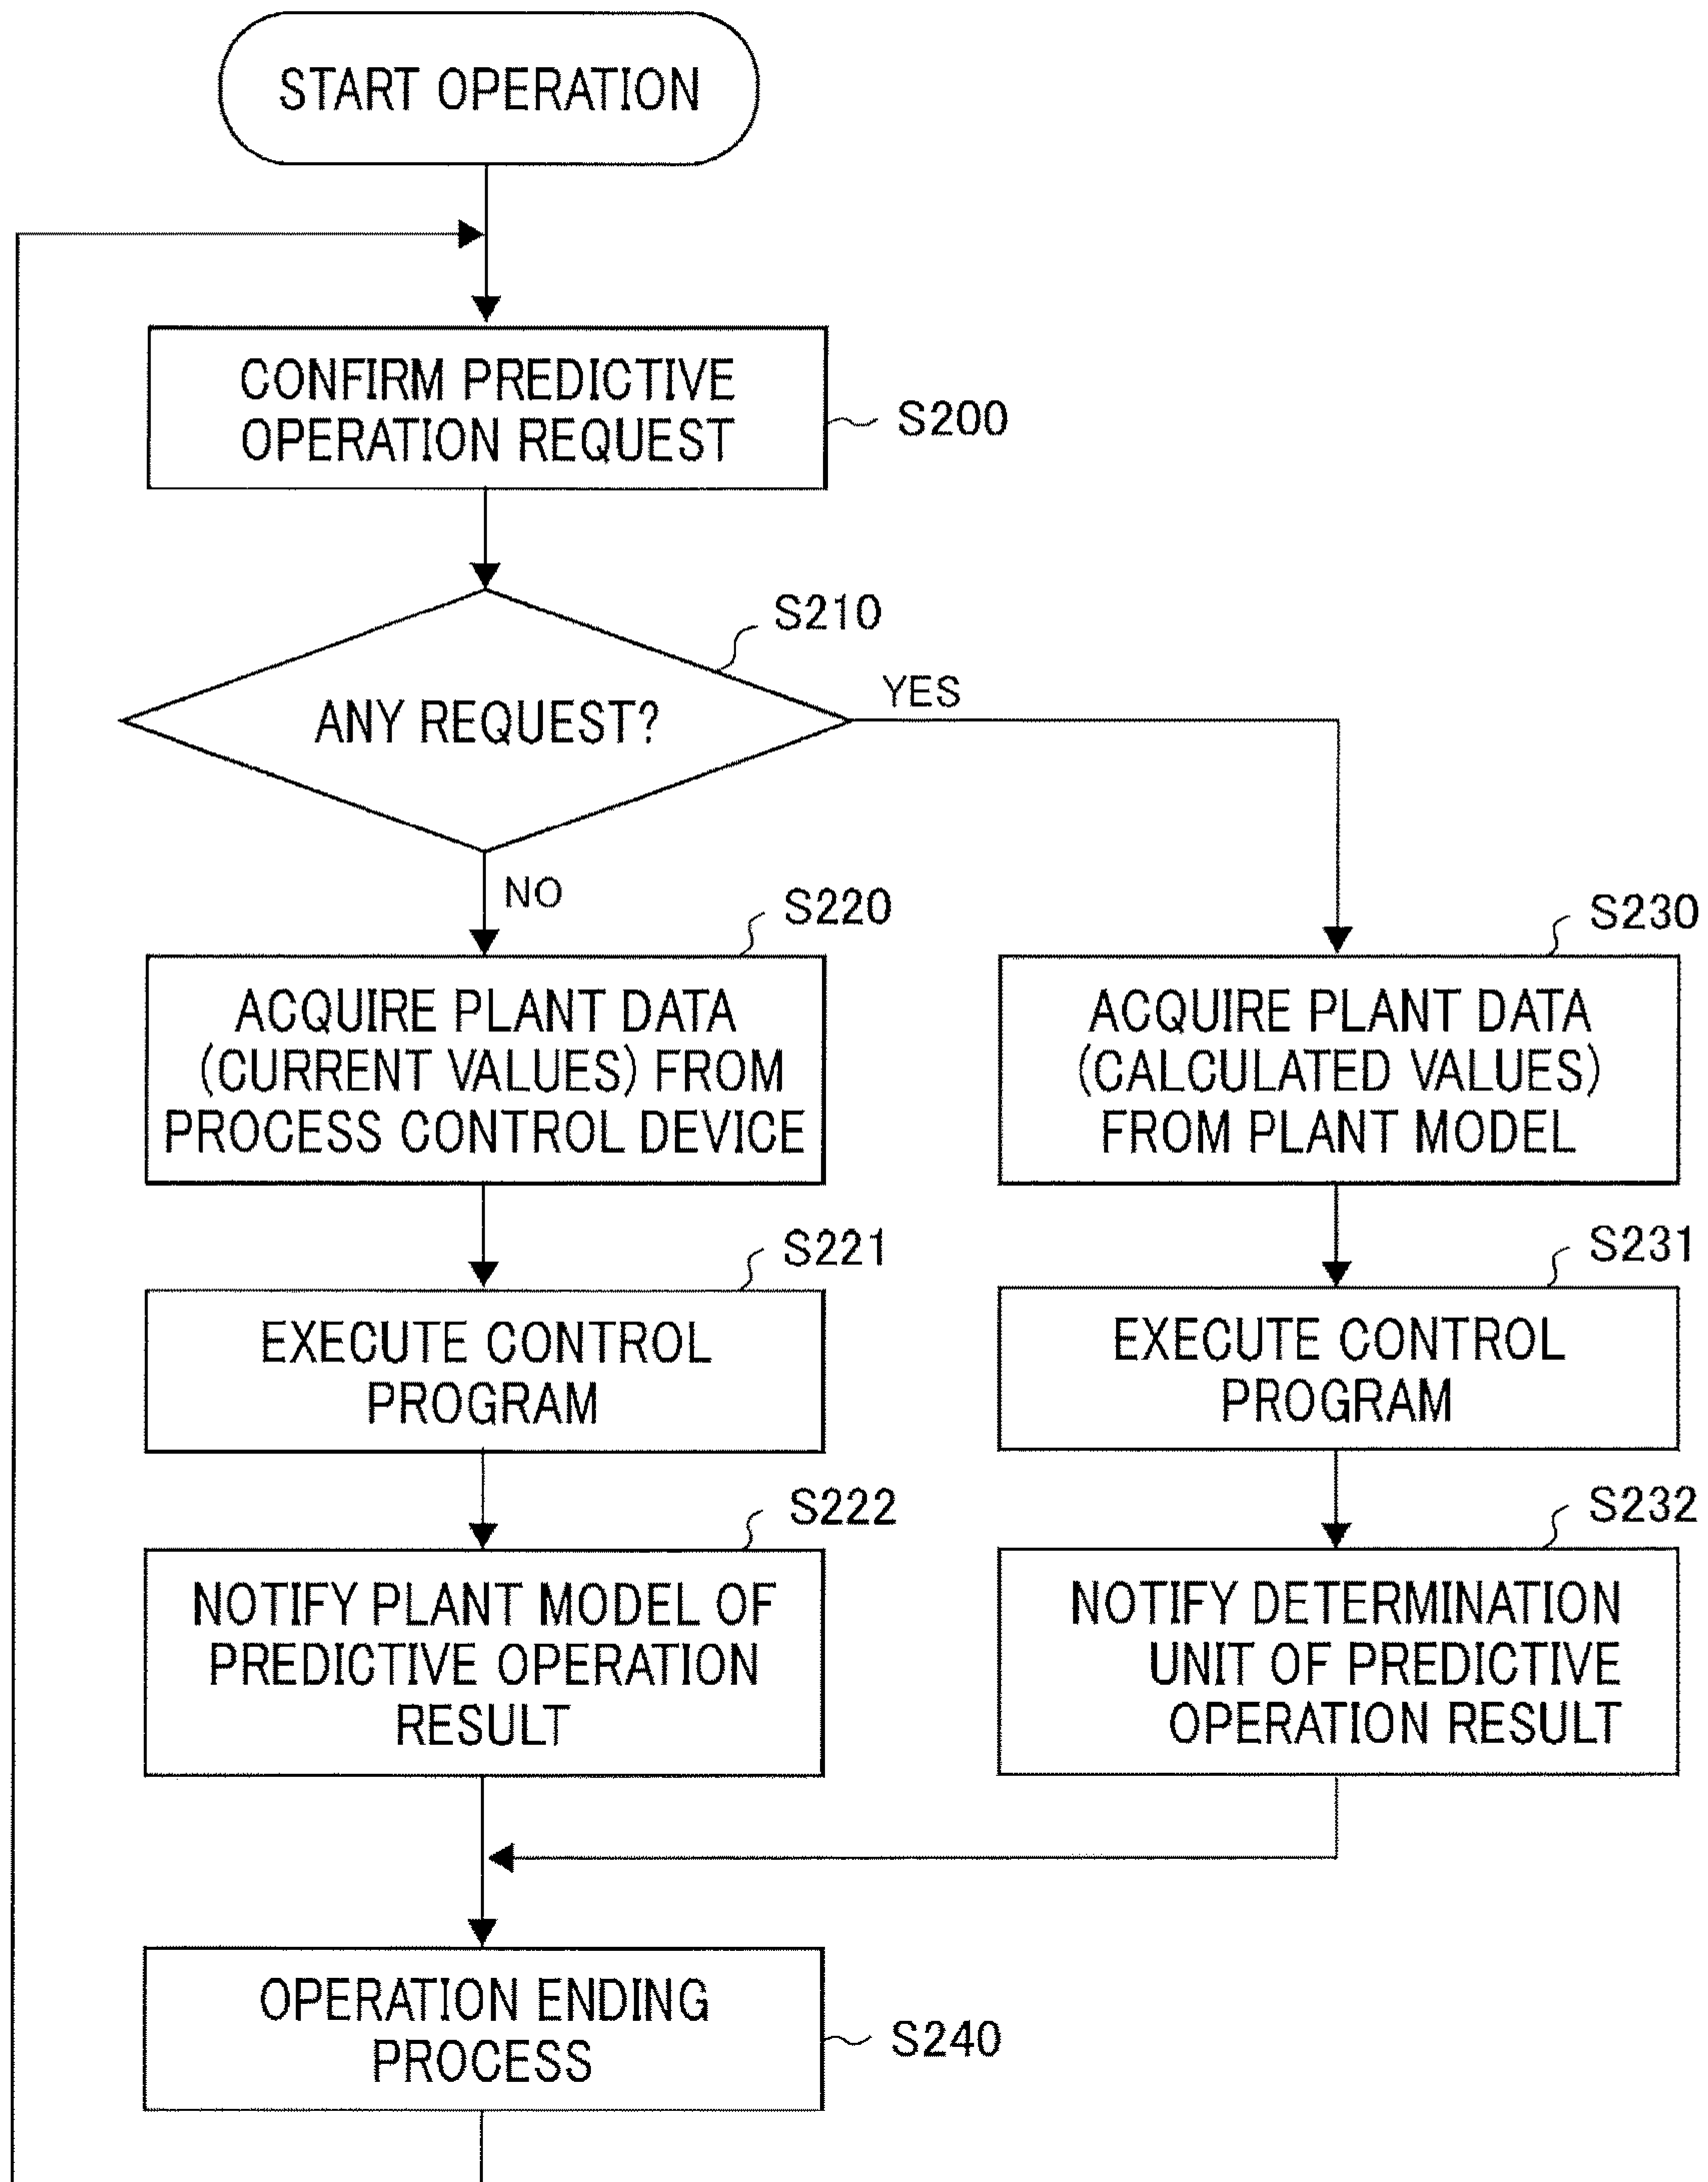 START OPERATION
CONFIRM PREDICTIVE
OPERATION REQUEST
S200
S210
ANY REQUEST?
YES
NO
S220
ACQUIRE PLANT DATA
(CURRENT VALUES) FROM
PROCESS CONTROL DEVICE
S230
ACQUIRE PLANT DATA
(CALCULATED VALUES)
FROM PLANT MODEL
S221
EXECUTE CONTROL
PROGRAM
S231
EXECUTE CONTROL
PROGRAM
S222
NOTIFY PLANT MODEL OF
PREDICTIVE OPERATION
RESULT
S232
NOTIFY DETERMINATION
UNIT OF PREDICTIVE
OPERATION RESULT
OPERATION ENDING
PROCESS
S240